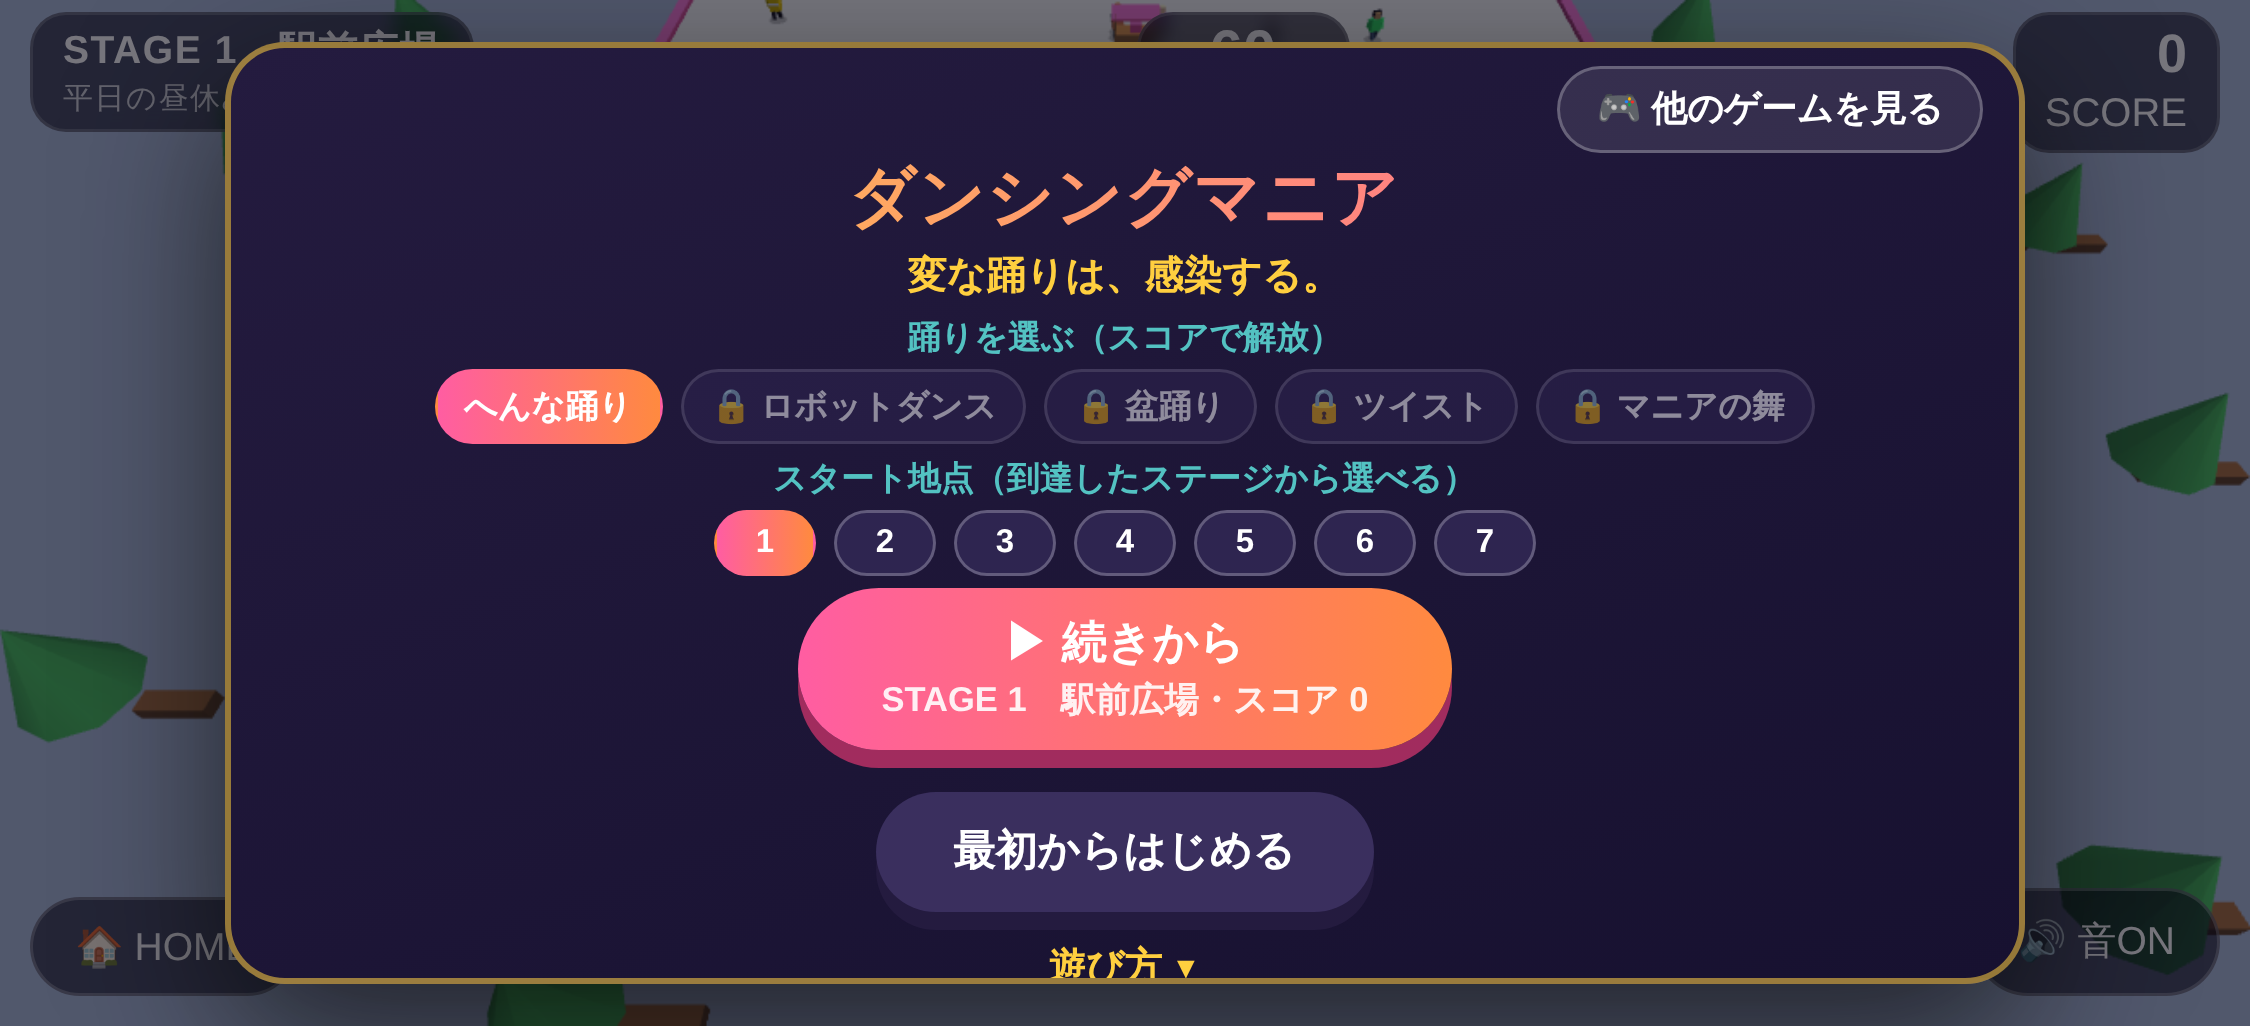 STAGE 1 駅前広場
平日の昼休
60
0
SCORE
🎮 他のゲームを見る
ダンシングマニア
変な踊りは、感染する。
踊りを選ぶ（スコアで解放）
へんな踊り
🔒 ロボットダンス
🔒 盆踊り
🔒 ツイスト
🔒 マニアの舞
スタート地点（到達したステージから選べる）
1 2 3 4 5 6 7
▶ 続きから
STAGE 1　駅前広場・スコア 0
最初からはじめる
遊び方 ▼
🏠 HOME
🔊 音ON